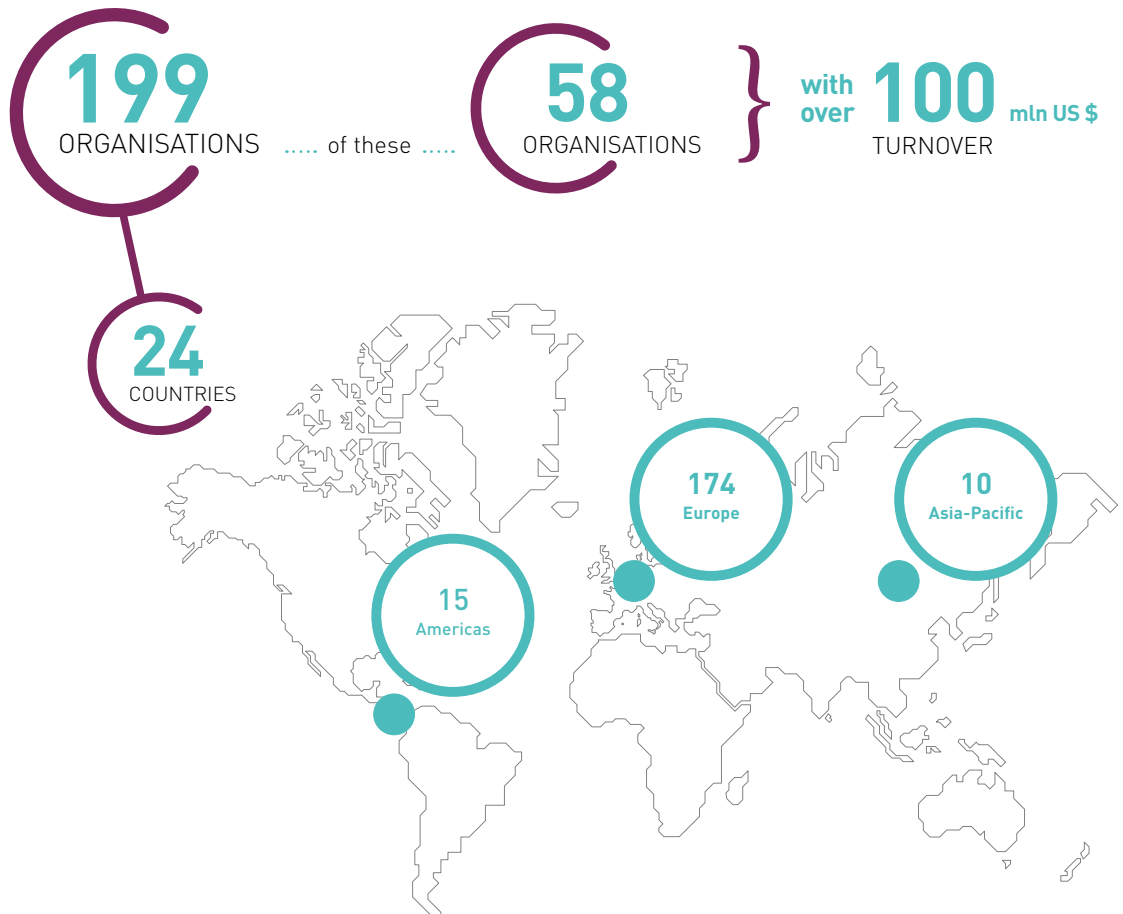 199
ORGANISATIONS
..... of these .....
58
ORGANISATIONS
}
with
over
100
mln US $
TURNOVER
24
COUNTRIES
174
Europe
10
Asia-Pacific
15
Americas